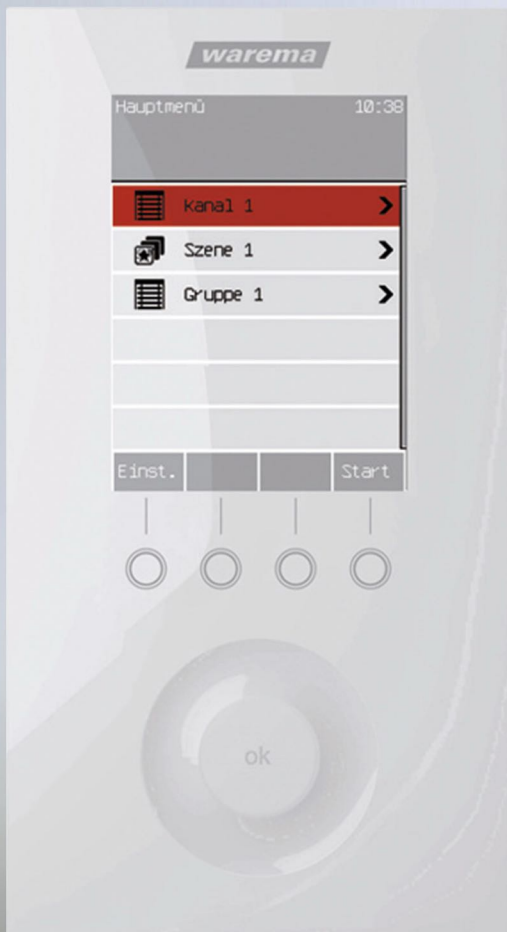 warema
Hauptmenü 10:38
Kanal 1
Szene 1
Gruppe 1
Einst. Start
ok